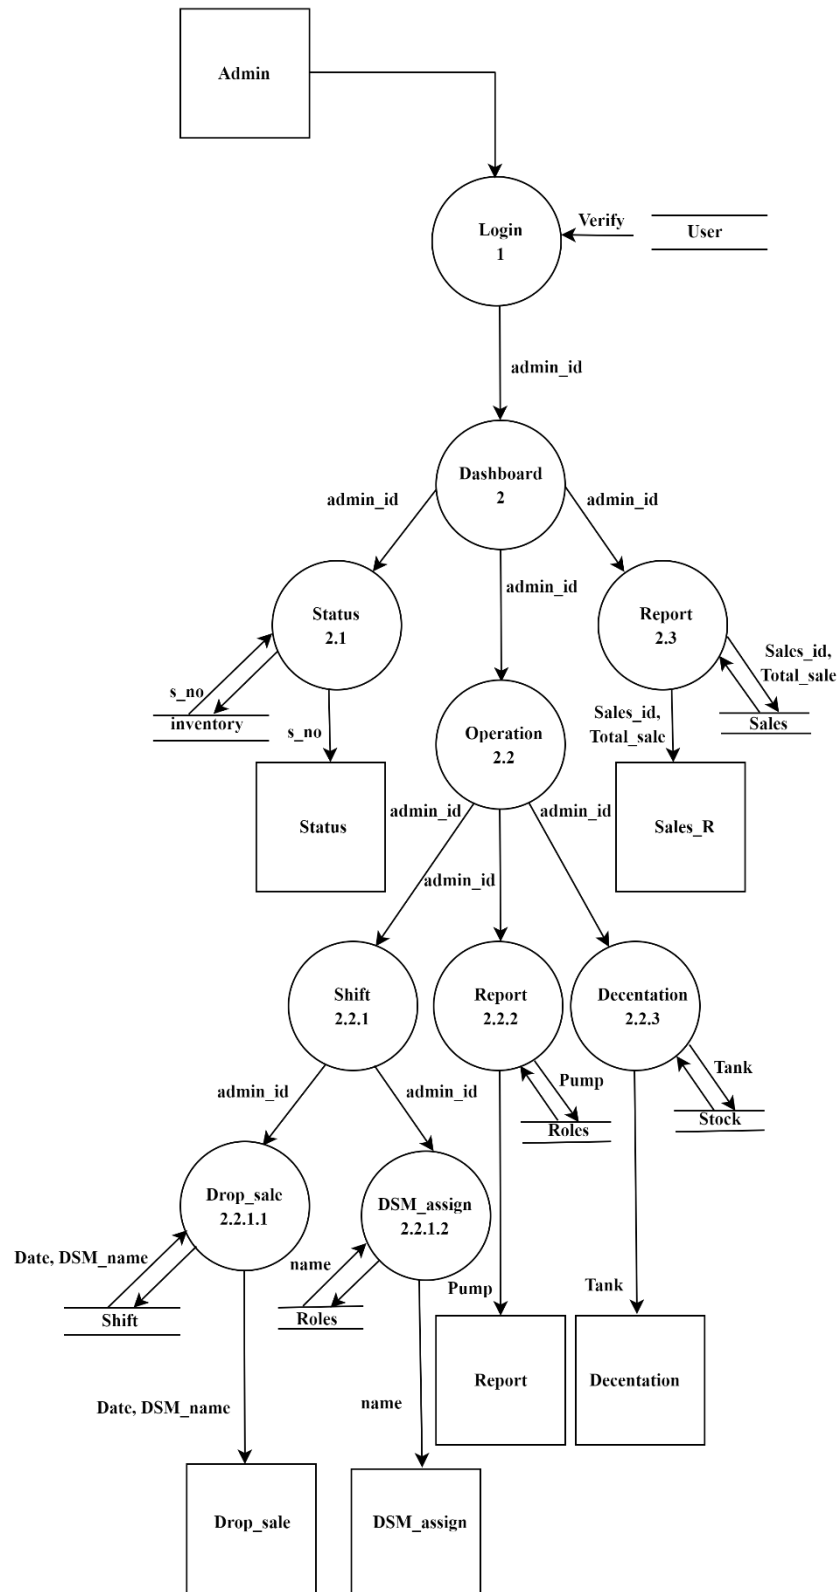 Admin
Login
1
Verify
User
admin_id
Dashboard
2
admin_id
admin_id
admin_id
Status
2.1
Report
2.3
Sales_id,
Total_sale
s_no
inventory
s_no
Operation
2.2
Sales_id,
Total_sale
Sales
Status
admin_id
admin_id
Sales_R
admin_id
Shift
2.2.1
Report
2.2.2
Decentation
2.2.3
Pump
Tank
Roles
Stock
admin_id
admin_id
Drop_sale
2.2.1.1
DSM_assign
2.2.1.2
Date, DSM_name
name
Shift
Roles
Pump
Tank
Report
Decentation
Date, DSM_name
name
Drop_sale
DSM_assign